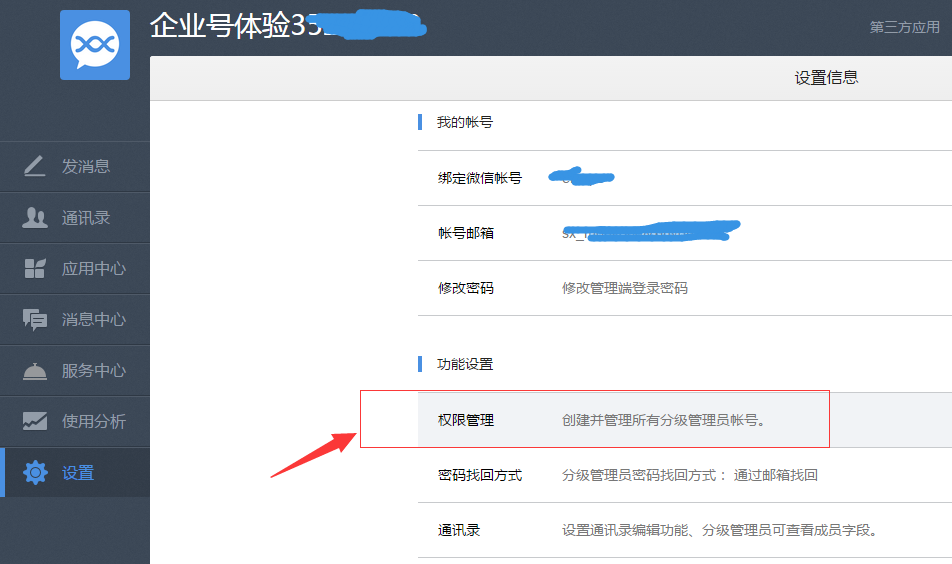 企业号体验35
第三方应用
设置信息
发消息
通讯录
应用中心
消息中心
服务中心
使用分析
设置
我的帐号
绑定微信帐号
帐号邮箱 sx_
修改密码 修改管理端登录密码
功能设置
权限管理 创建并管理所有分级管理员帐号。
密码找回方式 分级管理员密码找回方式： 通过邮箱找回
通讯录 设置通讯录编辑功能、分级管理员可查看成员字段。